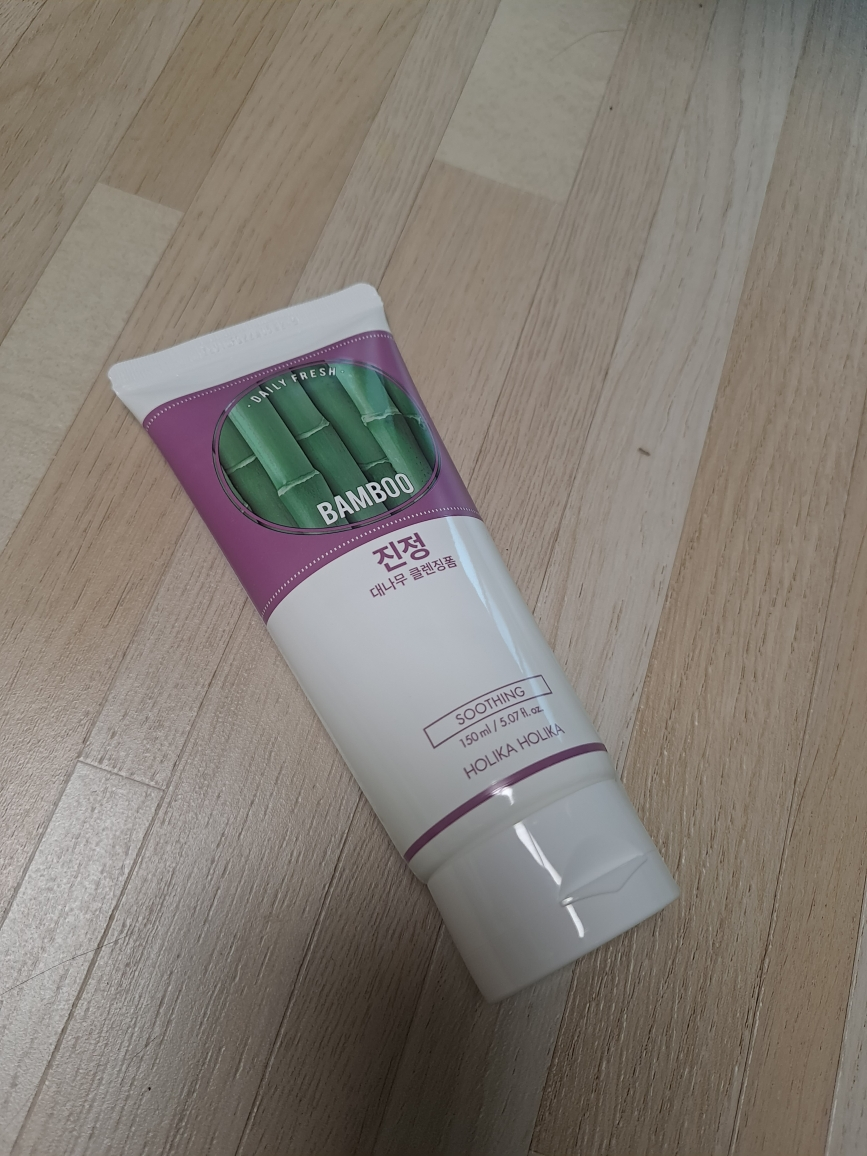 · DAILY FRESH ·
BAMBOO
진정
대나무 클렌징폼
SOOTHING
150 ml / 5.07 fl. oz.
HOLIKA HOLIKA